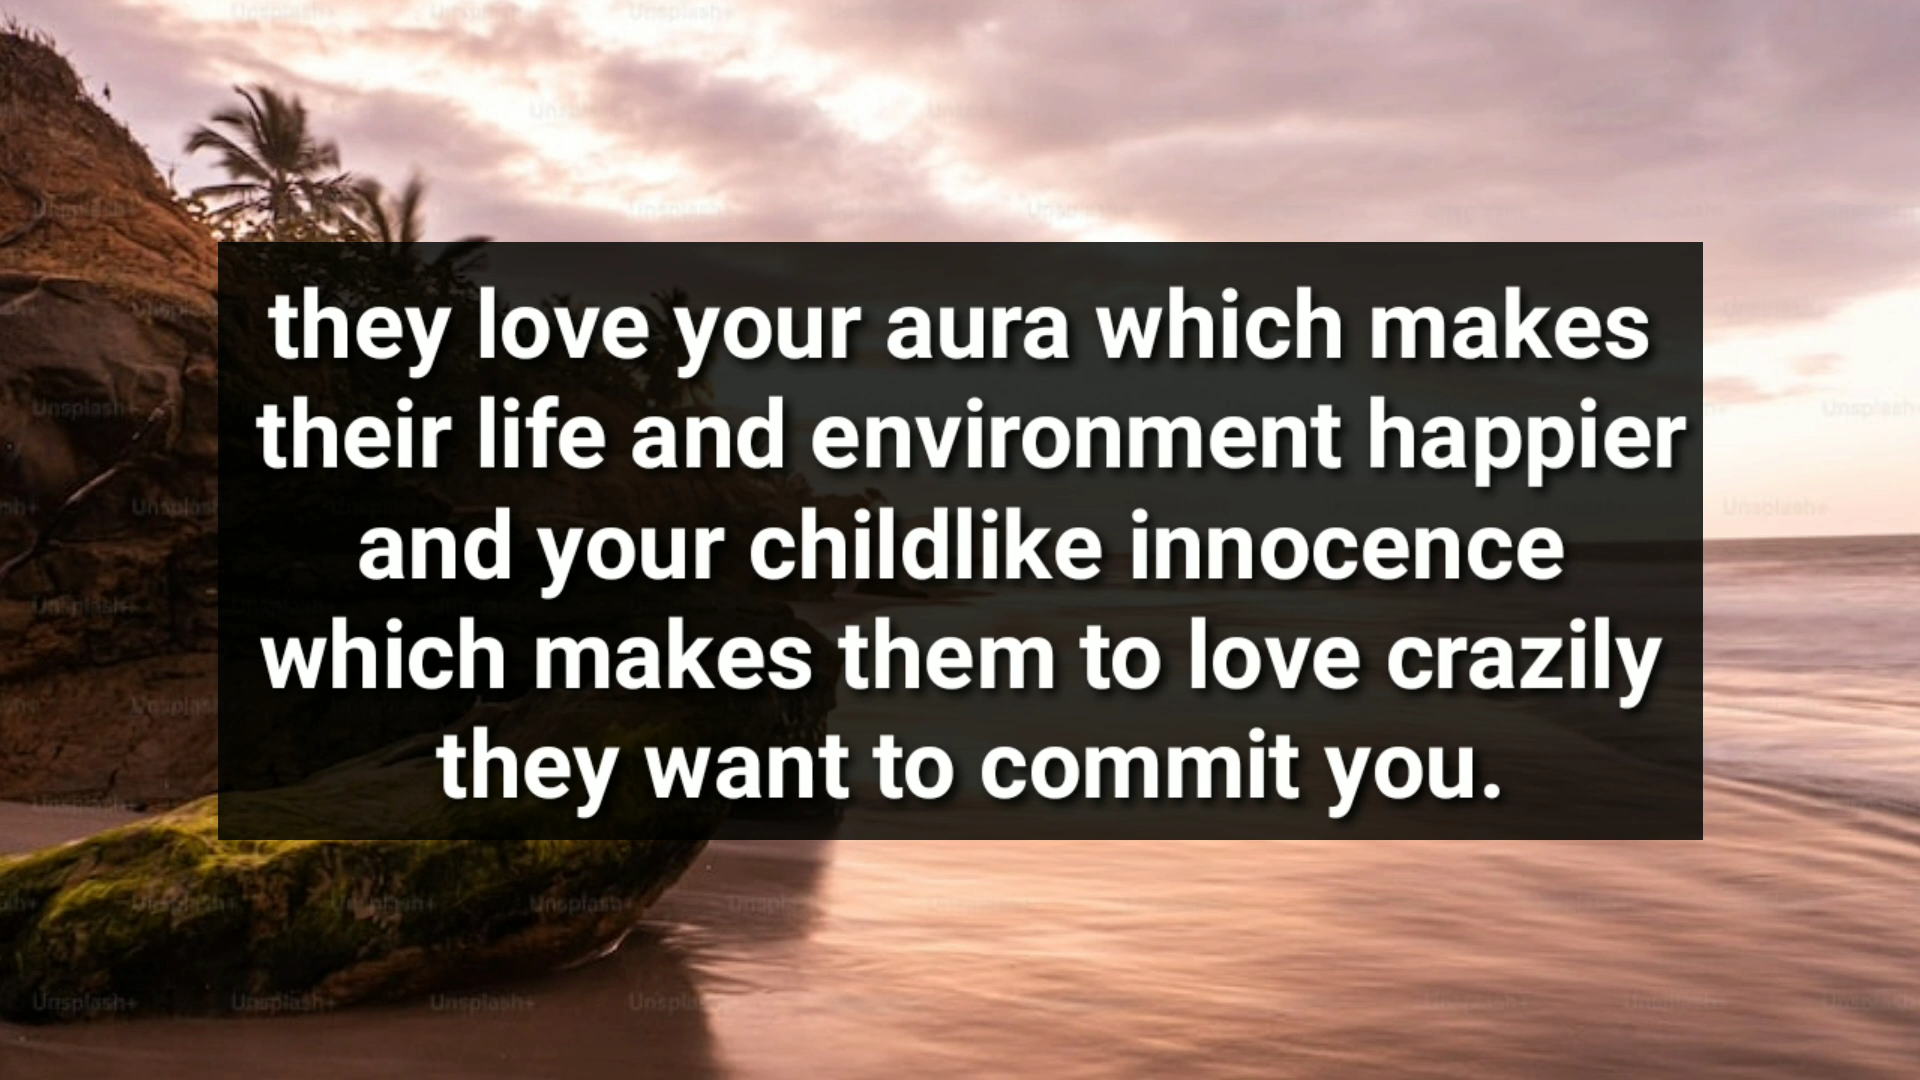 they love your aura which makes
their life and environment happier
and your childlike innocence
which makes them to love crazily
they want to commit you.
Unsplash+